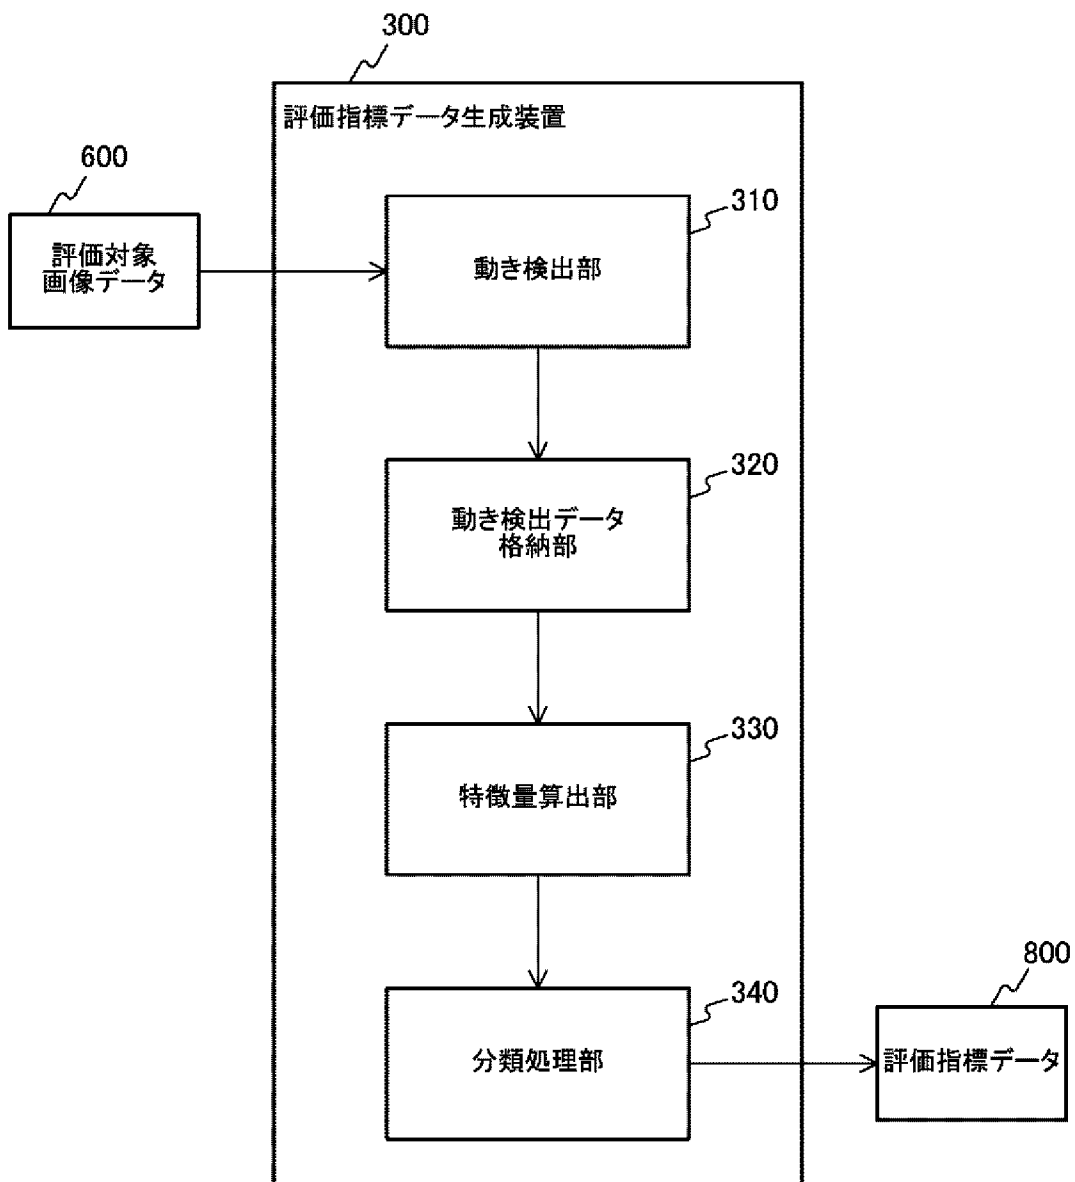 300
評価指標データ生成装置
600
評価対象
画像データ
310
動き検出部
320
動き検出データ
格納部
330
特徴量算出部
340
分類処理部
800
評価指標データ